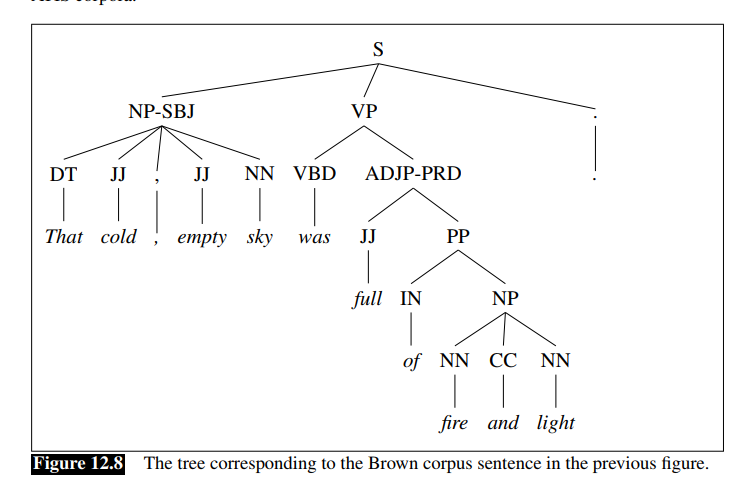 S
NP-SBJ VP .
DT JJ , JJ NN VBD ADJP-PRD .
That cold , empty sky was JJ PP
full IN NP
of NN CC NN
fire and light
Figure 12.8 The tree corresponding to the Brown corpus sentence in the previous figure.